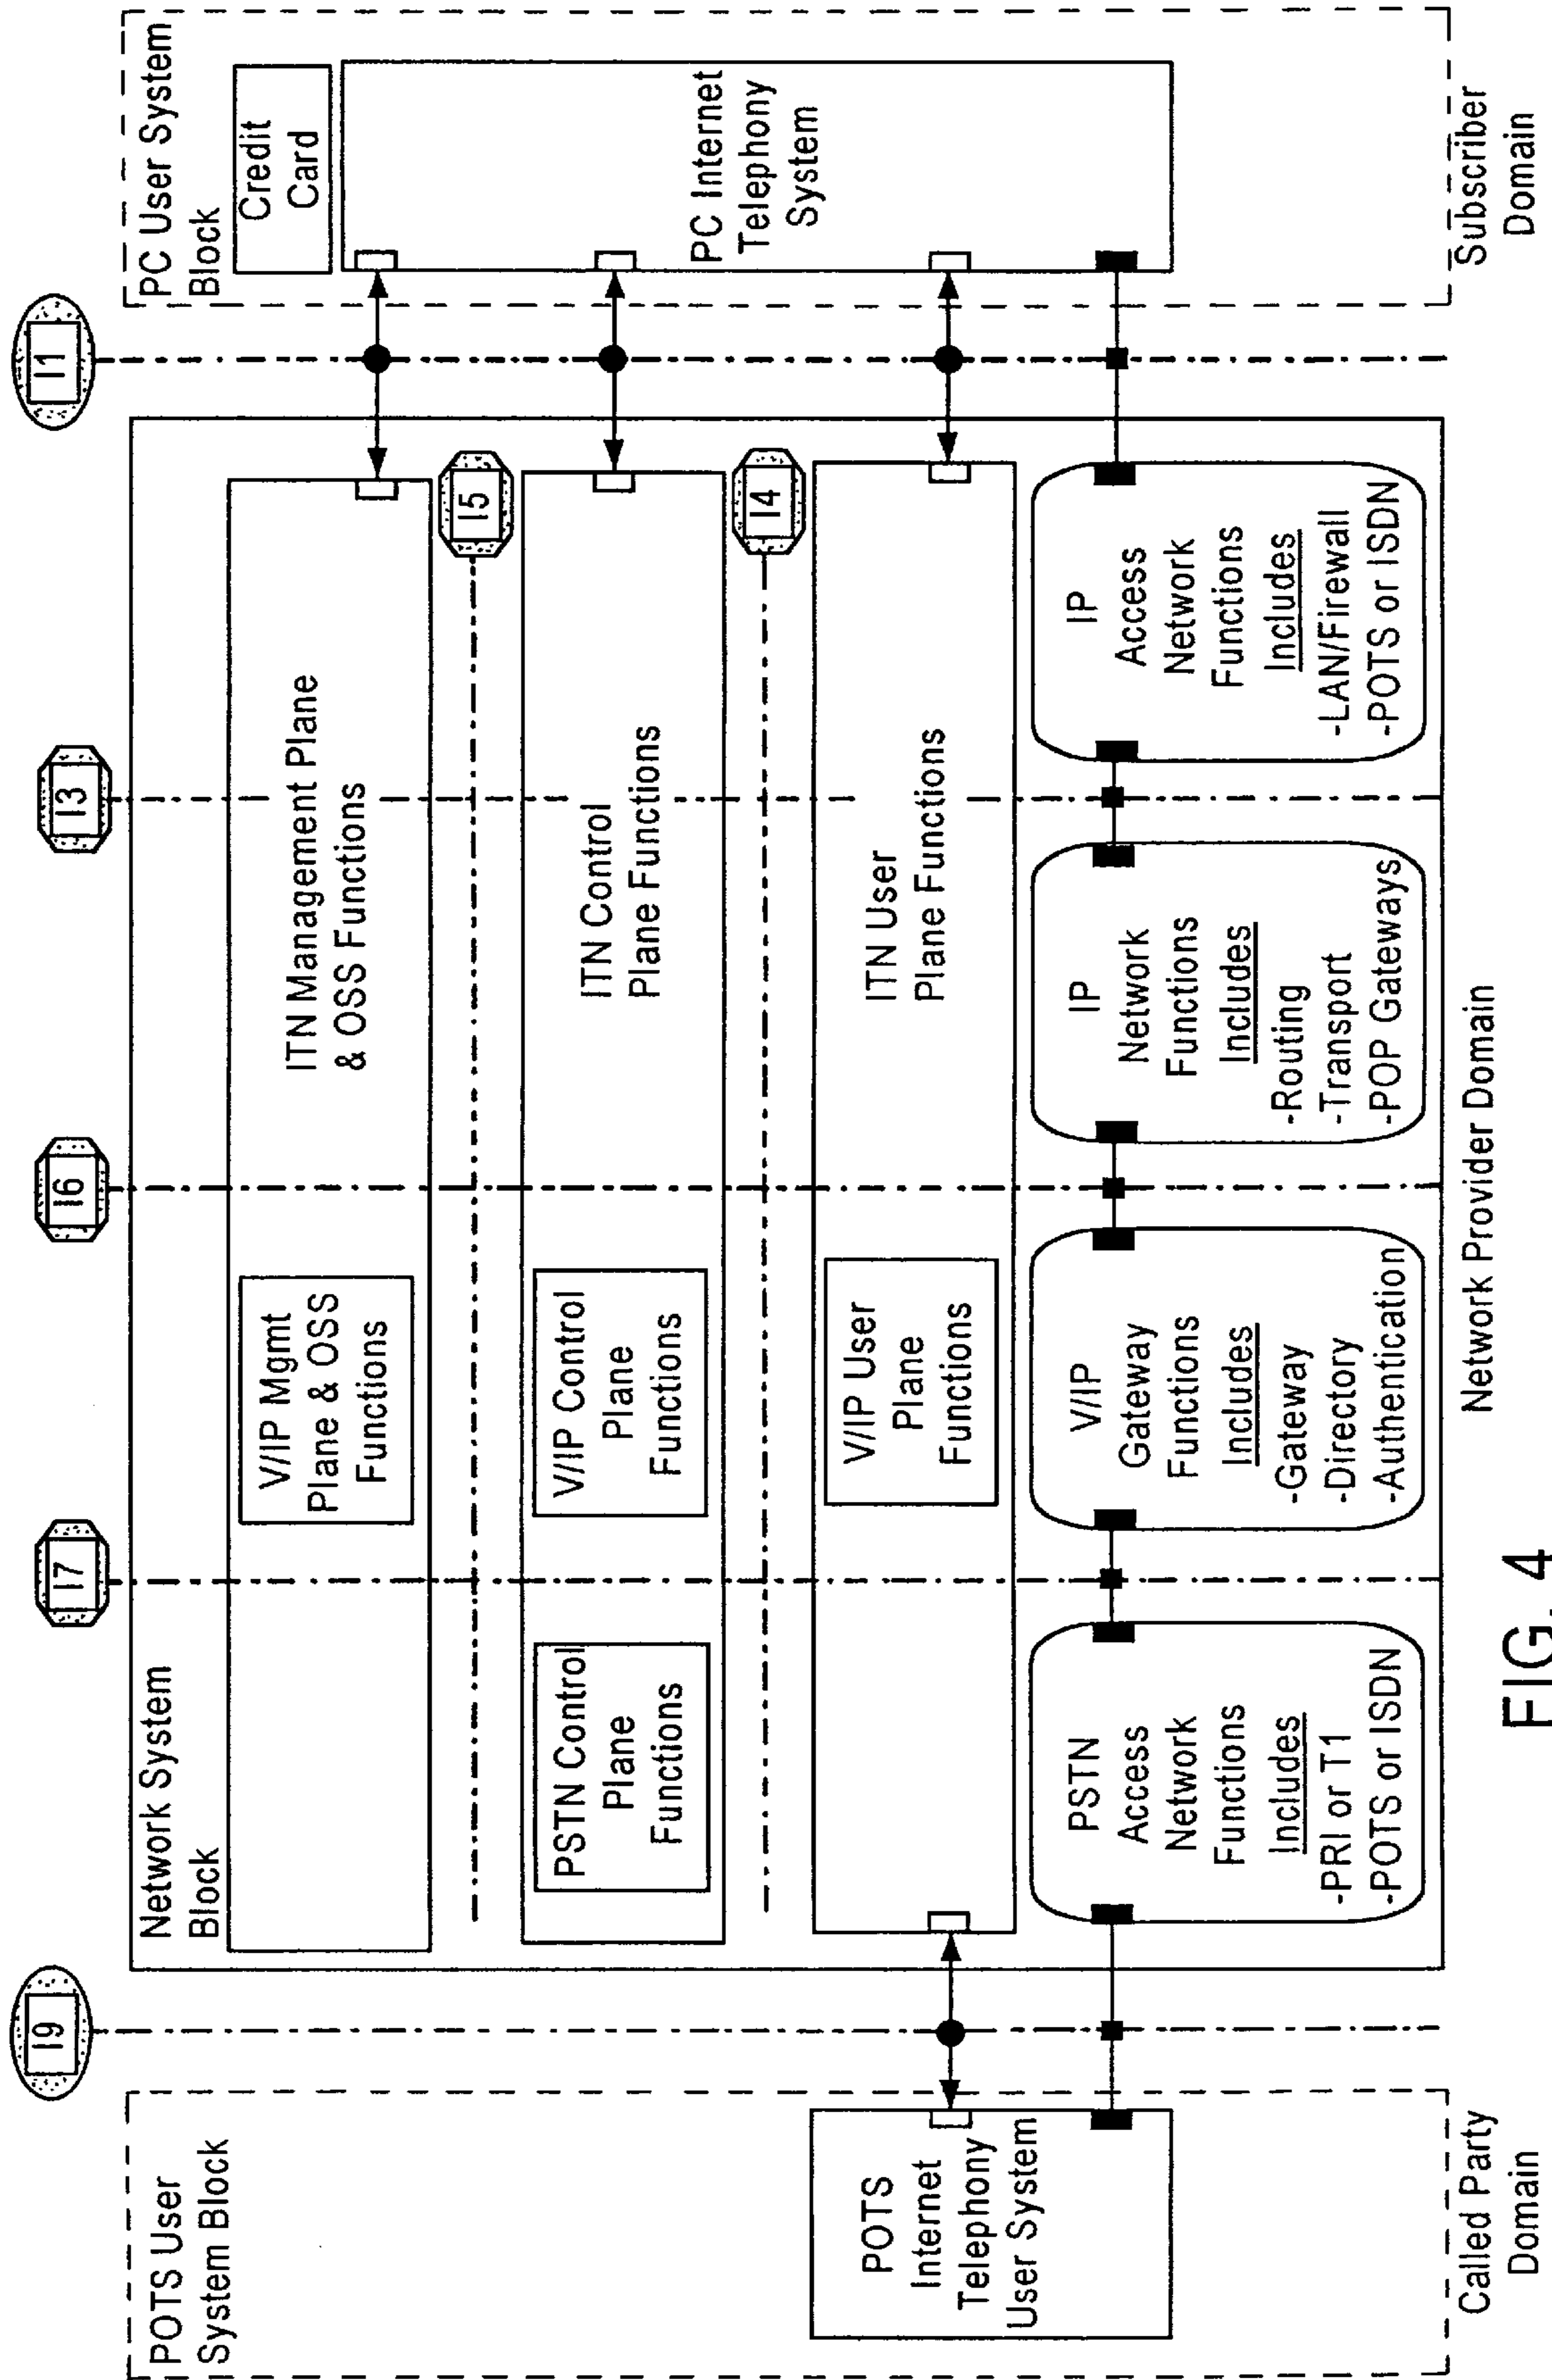 I9
I7
I6
I3
I1
POTS User
System Block
POTS
Internet
Telephony
User System
Called Party
Domain
Network System
Block
V/IP Mgmt
Plane & OSS
Functions
ITN Management Plane
& OSS Functions
I5
PSTN Control
Plane
Functions
V/IP Control
Plane
Functions
ITN Control
Plane Functions
I4
V/IP User
Plane
Functions
ITN User
Plane Functions
PSTN
Access
Network
Functions
Includes
-PRI or T1
-POTS or ISDN
V/IP
Gateway
Functions
Includes
-Gateway
-Directory
-Authentication
IP
Network
Functions
Includes
-Routing
-Transport
-POP Gateways
IP
Access
Network
Functions
Includes
-LAN/Firewall
-POTS or ISDN
Network Provider Domain
PC User System
Block
Credit
Card
PC Internet
Telephony
System
Subscriber
Domain
FIG. 4